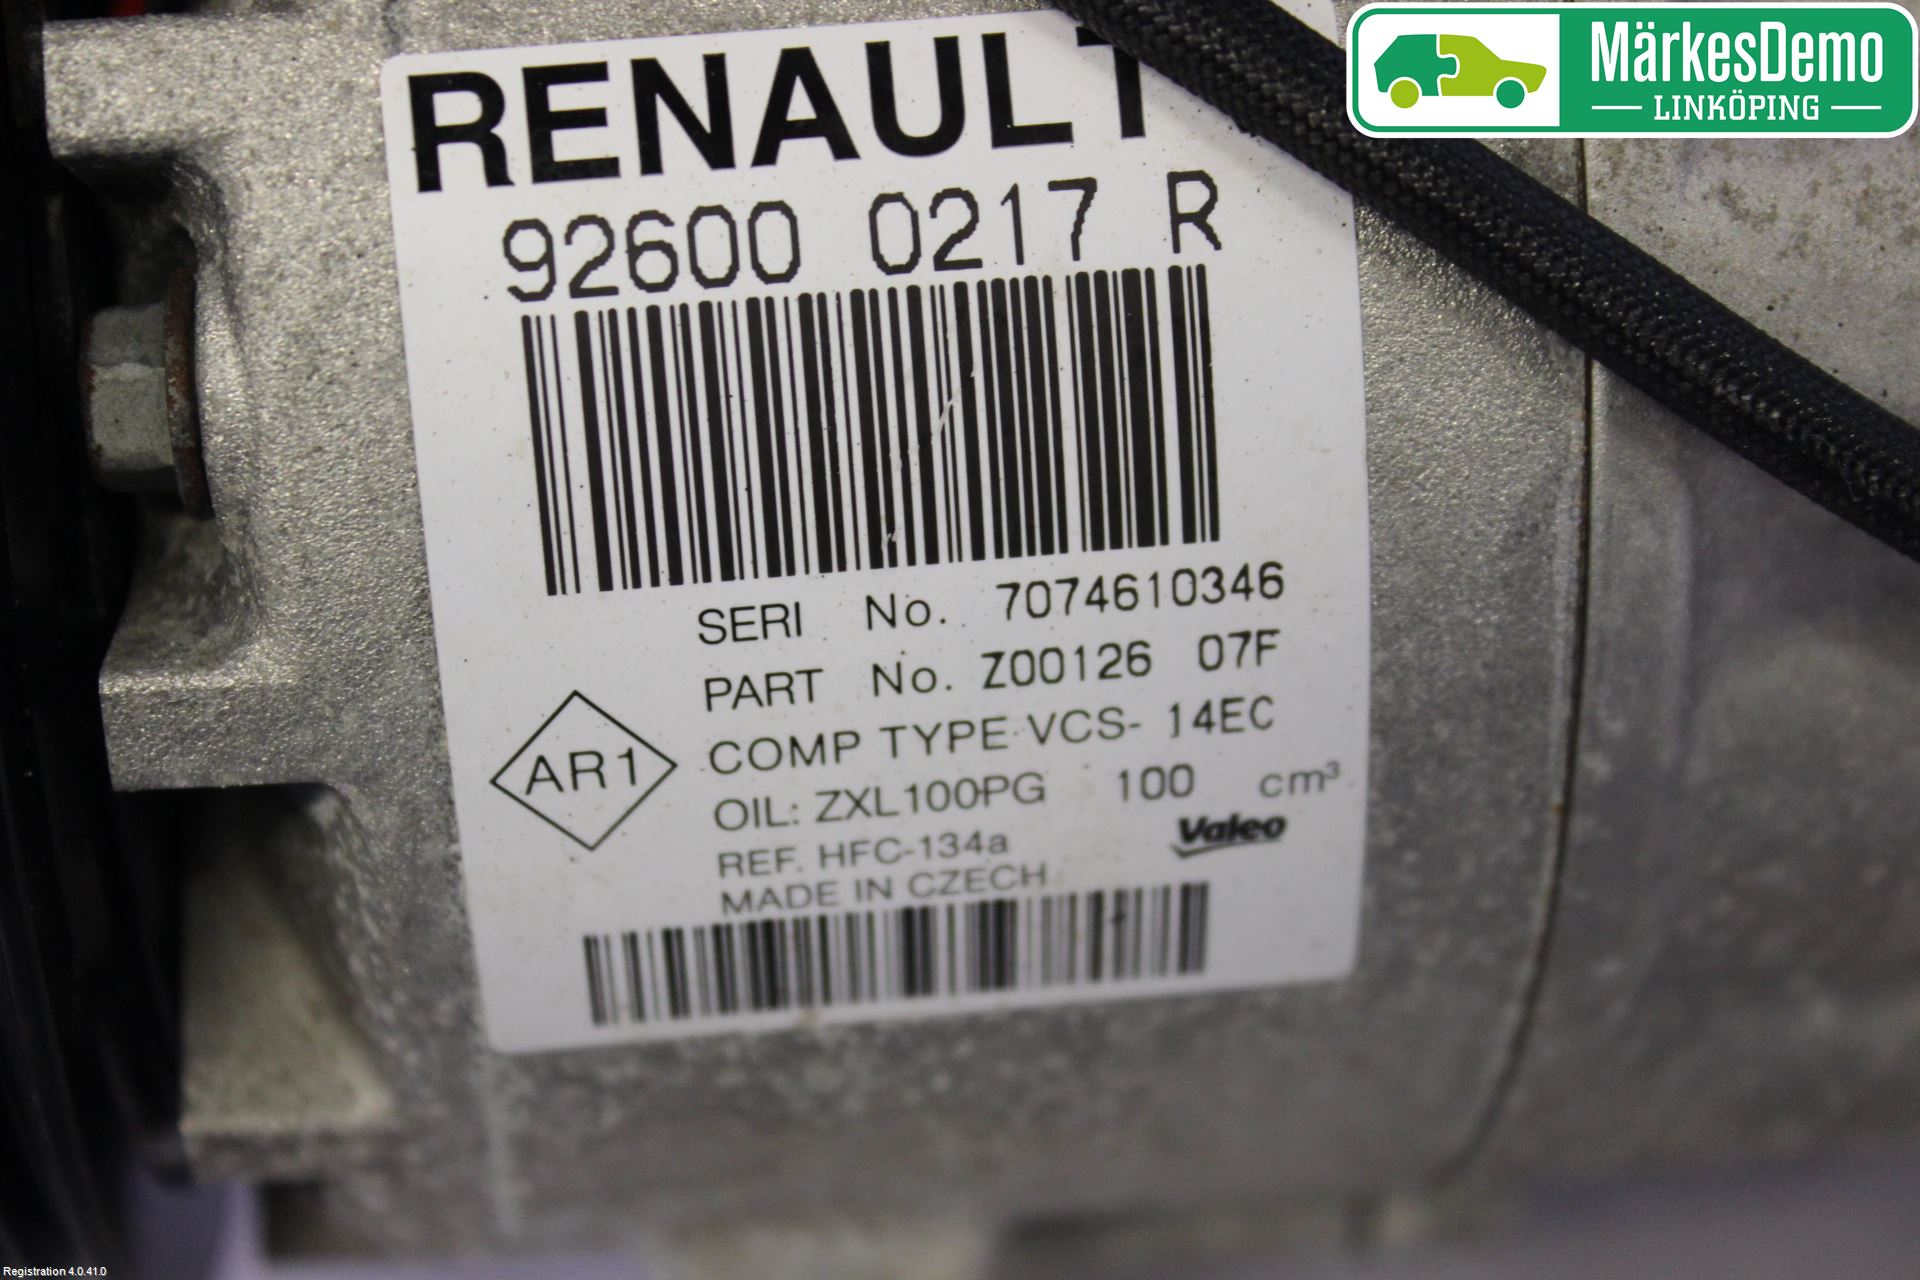 RENAULT
92600 0217 R
SERI No. 7074610346
PART No. Z00126 07F
COMP TYPE VCS- 14EC
AR1
OIL: ZXL100PG 100 cm³
REF. HFC-134a
Valeo
MADE IN CZECH
MärkesDemo
LINKÖPING
Registration 4.0.41.0